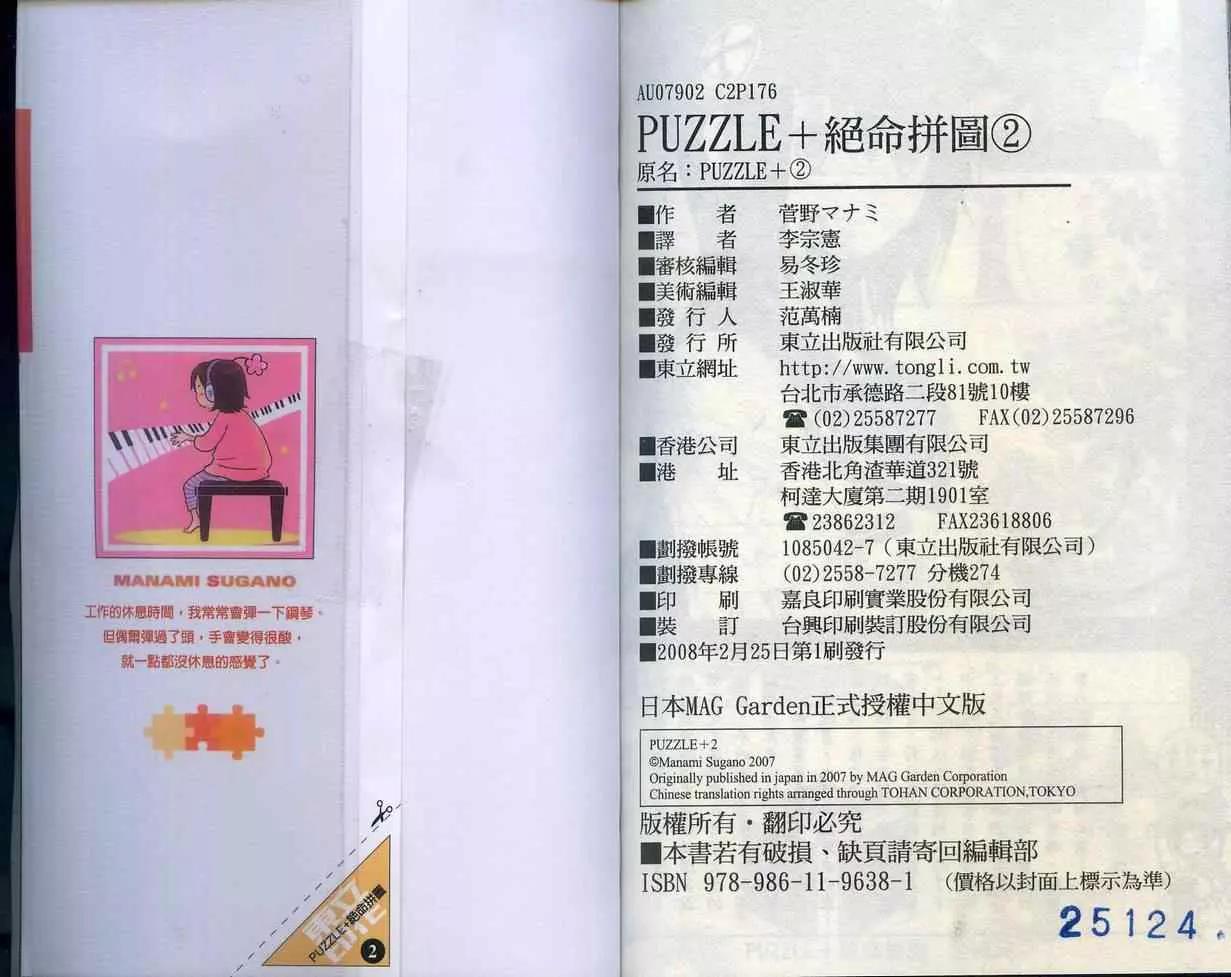 MANAMI SUGANO
工作的休息時間，我常常會彈一下鋼琴。
但偶爾彈過了頭，手會變得很酸，
就一點都沒休息的感覺了。
東立
PUZZLE+絕命拼圖
2
AU07902 C2P176
PUZZLE＋絕命拼圖②
原名：PUZZLE＋②
■作　者　菅野マナミ
■譯　者　李宗憲
■審核編輯　易冬珍
■美術編輯　王淑華
■發 行 人　范萬楠
■發 行 所　東立出版社有限公司
■東立網址　http://www.tongli.com.tw
台北市承德路二段81號10樓
☎(02)25587277　FAX(02)25587296
■香港公司　東立出版集團有限公司
■港　址　香港北角渣華道321號
柯達大廈第二期1901室
☎23862312　FAX23618806
■劃撥帳號　1085042-7（東立出版社有限公司）
■劃撥專線　(02)2558-7277 分機274
■印　刷　嘉良印刷實業股份有限公司
■裝　訂　台興印刷裝訂股份有限公司
■2008年2月25日第1刷發行
日本MAG Garden正式授權中文版
PUZZLE＋2
©Manami Sugano 2007
Originally published in japan in 2007 by MAG Garden Corporation
Chinese translation rights arranged through TOHAN CORPORATION,TOKYO
版權所有・翻印必究
■本書若有破損、缺頁請寄回編輯部
ISBN 978-986-11-9638-1　（價格以封面上標示為準）
25124.